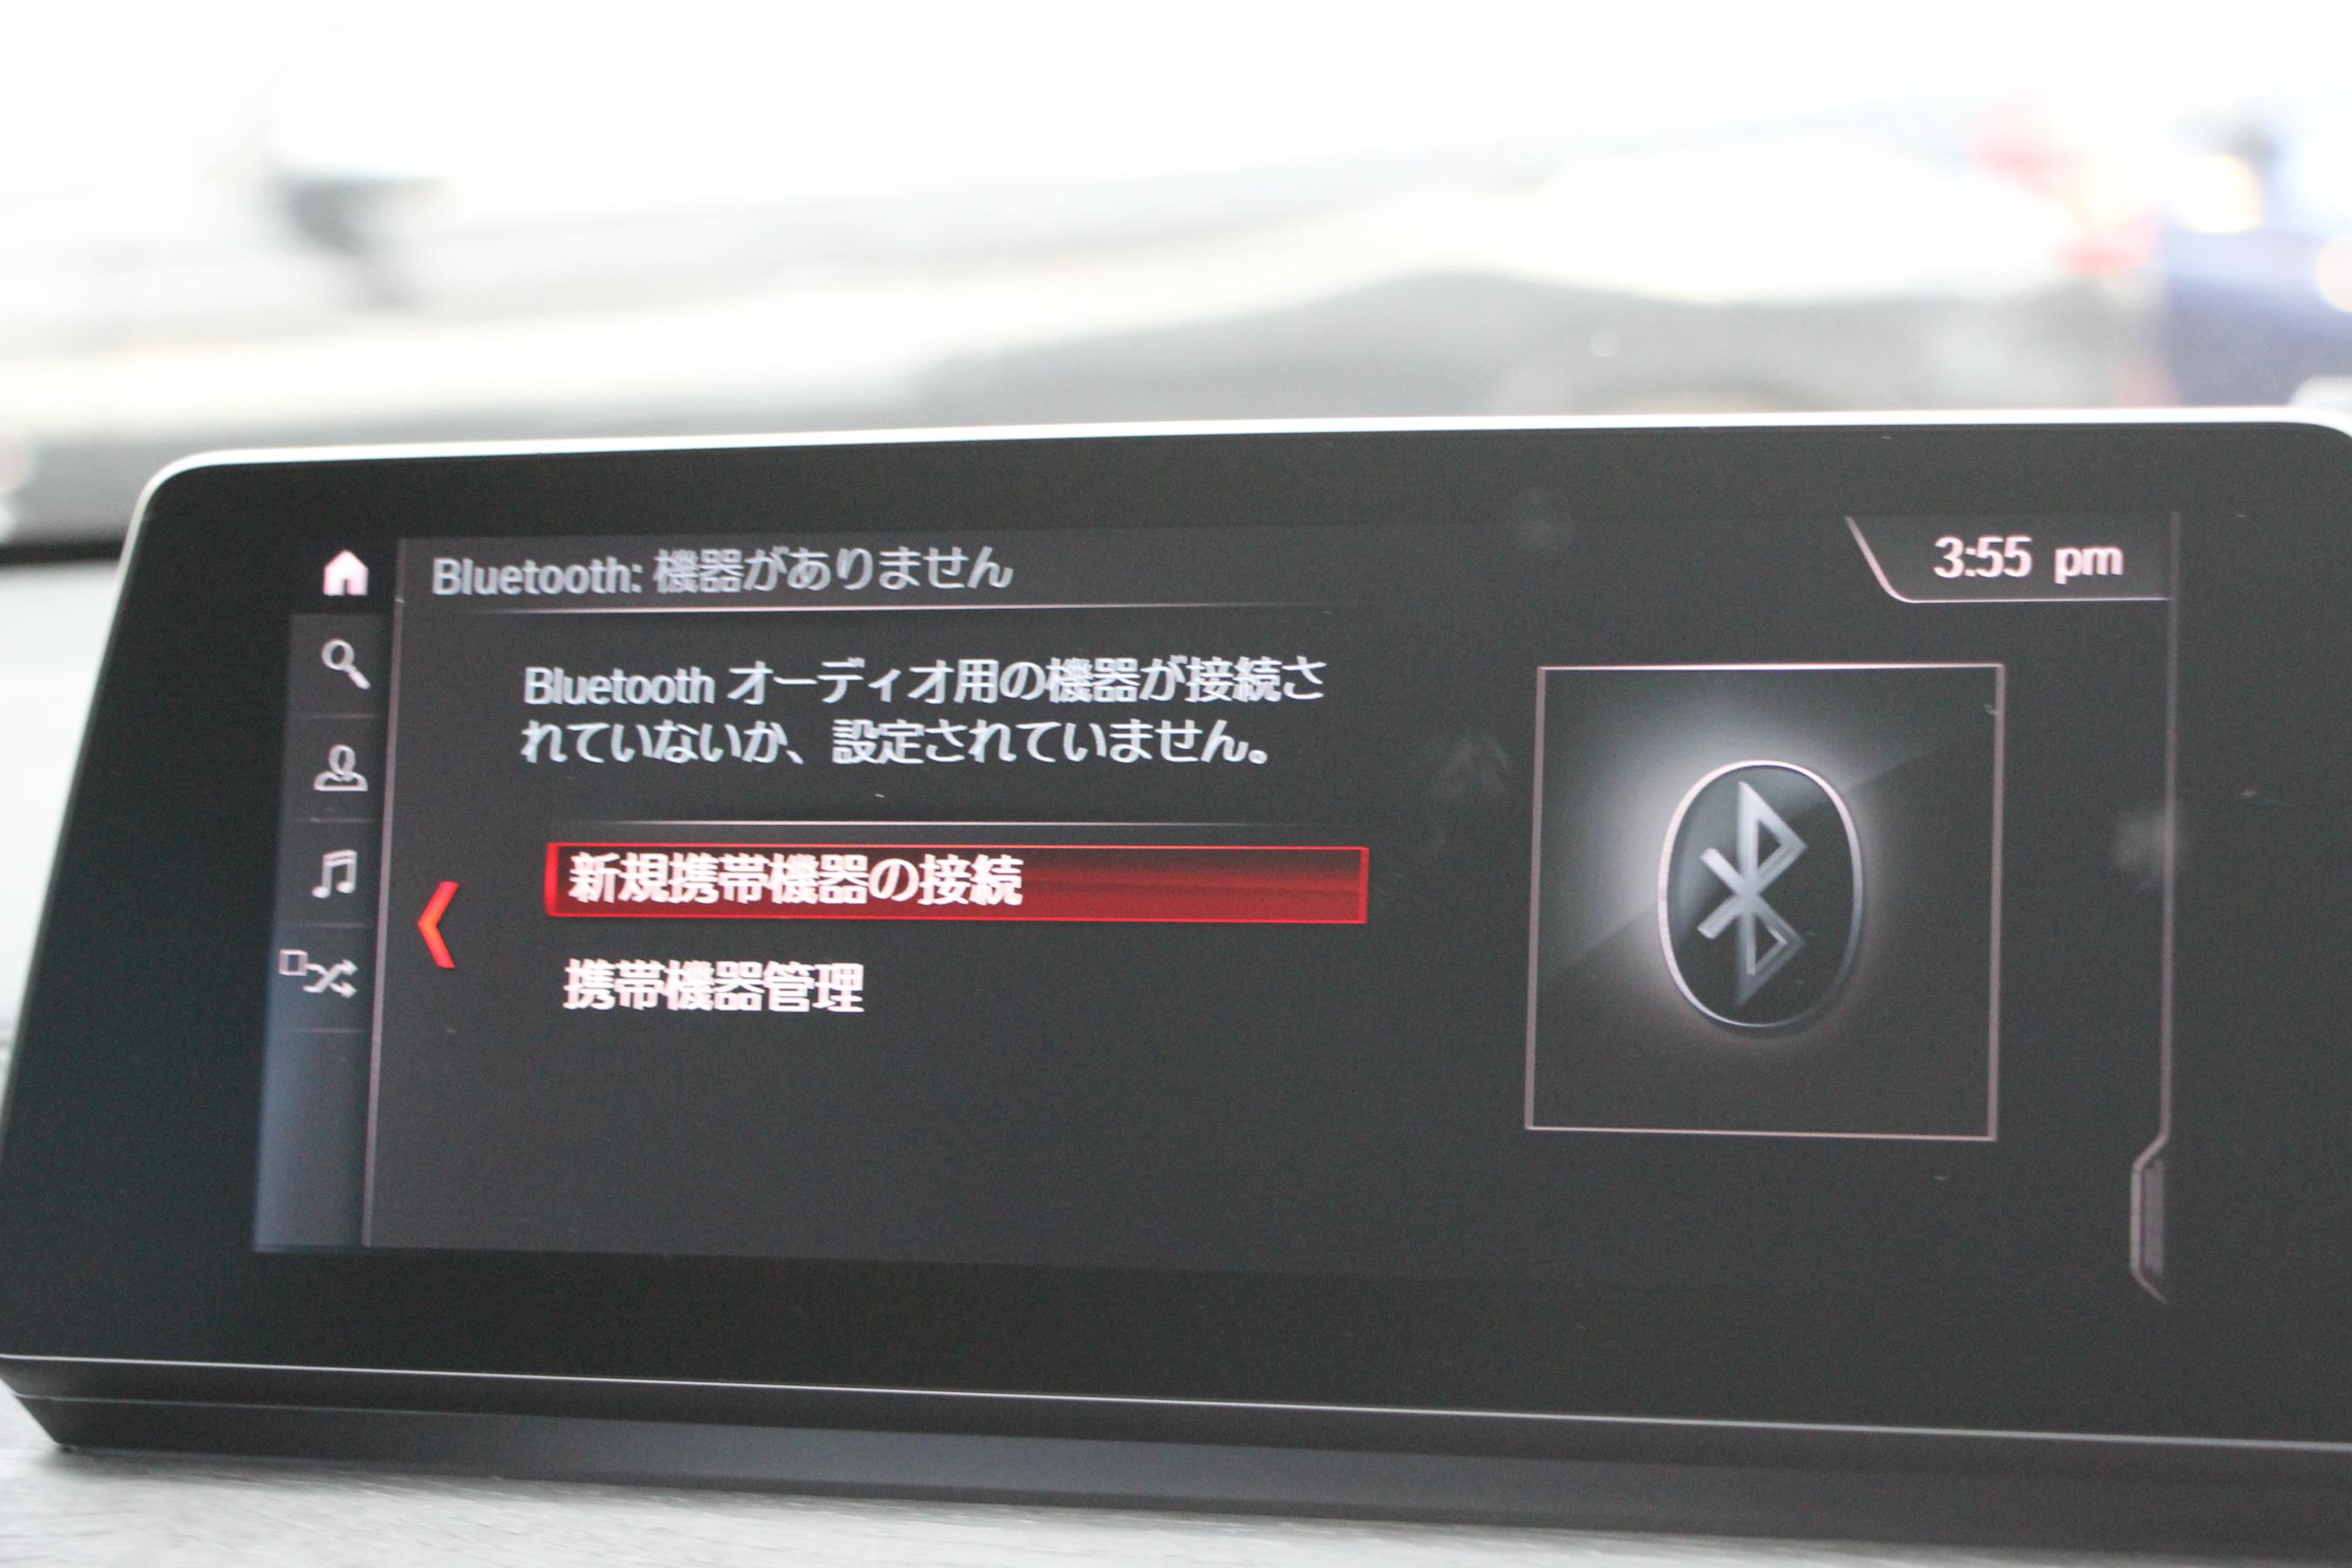 Bluetooth: 機器がありません
3:55 pm
Bluetooth オーディオ用の機器が接続さ
れていないか、設定されていません。
新規携帯機器の接続
携帯機器管理